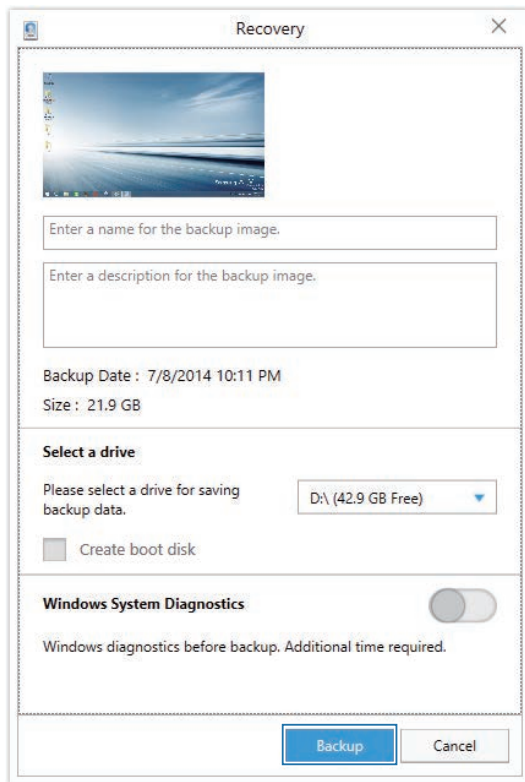 Recovery
Enter a name for the backup image.
Enter a description for the backup image.
Backup Date : 7/8/2014 10:11 PM
Size : 21.9 GB
Select a drive
Please select a drive for saving
backup data.
D:\ (42.9 GB Free)
Create boot disk
Windows System Diagnostics
Windows diagnostics before backup. Additional time required.
Backup
Cancel